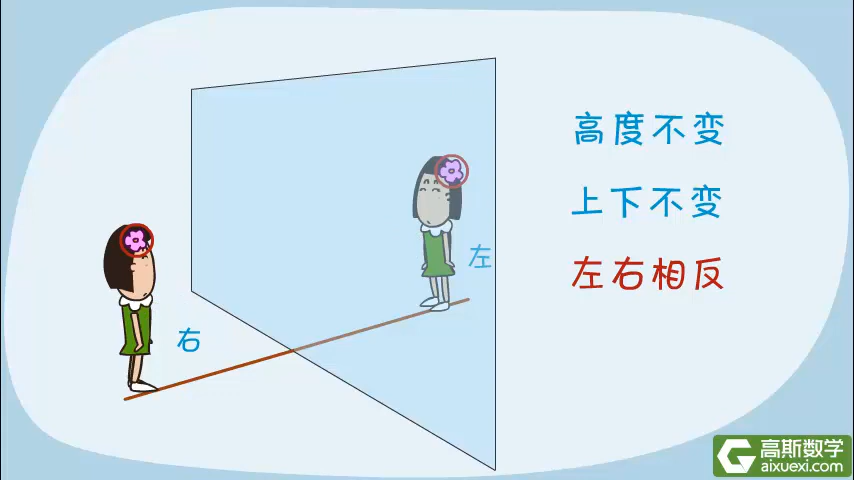 高度不变
上下不变
左右相反
左
右
高斯数学
aixuexi.com